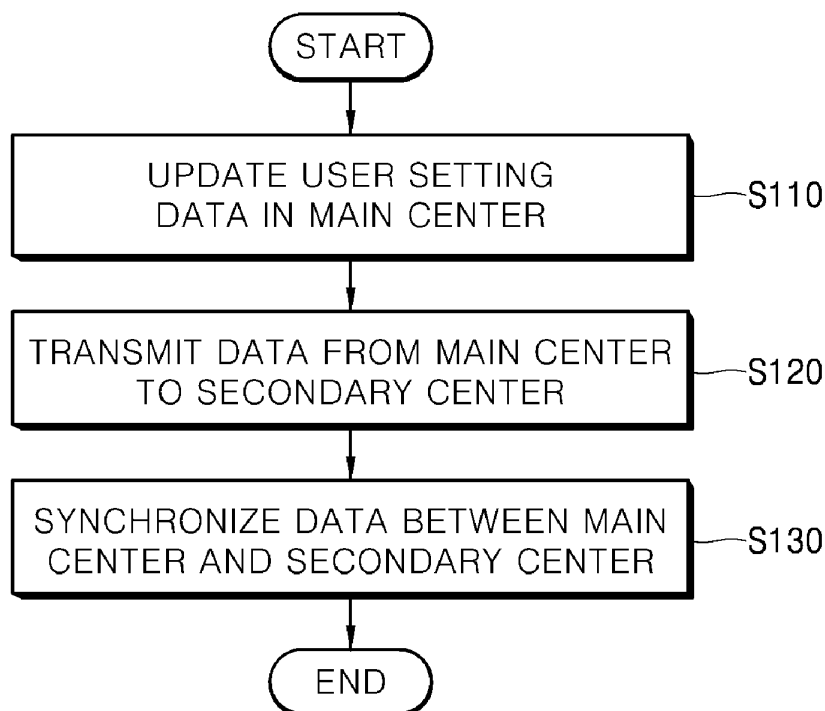 START
UPDATE USER SETTING
DATA IN MAIN CENTER
S110
TRANSMIT DATA FROM MAIN CENTER
TO SECONDARY CENTER
S120
SYNCHRONIZE DATA BETWEEN MAIN
CENTER AND SECONDARY CENTER
S130
END